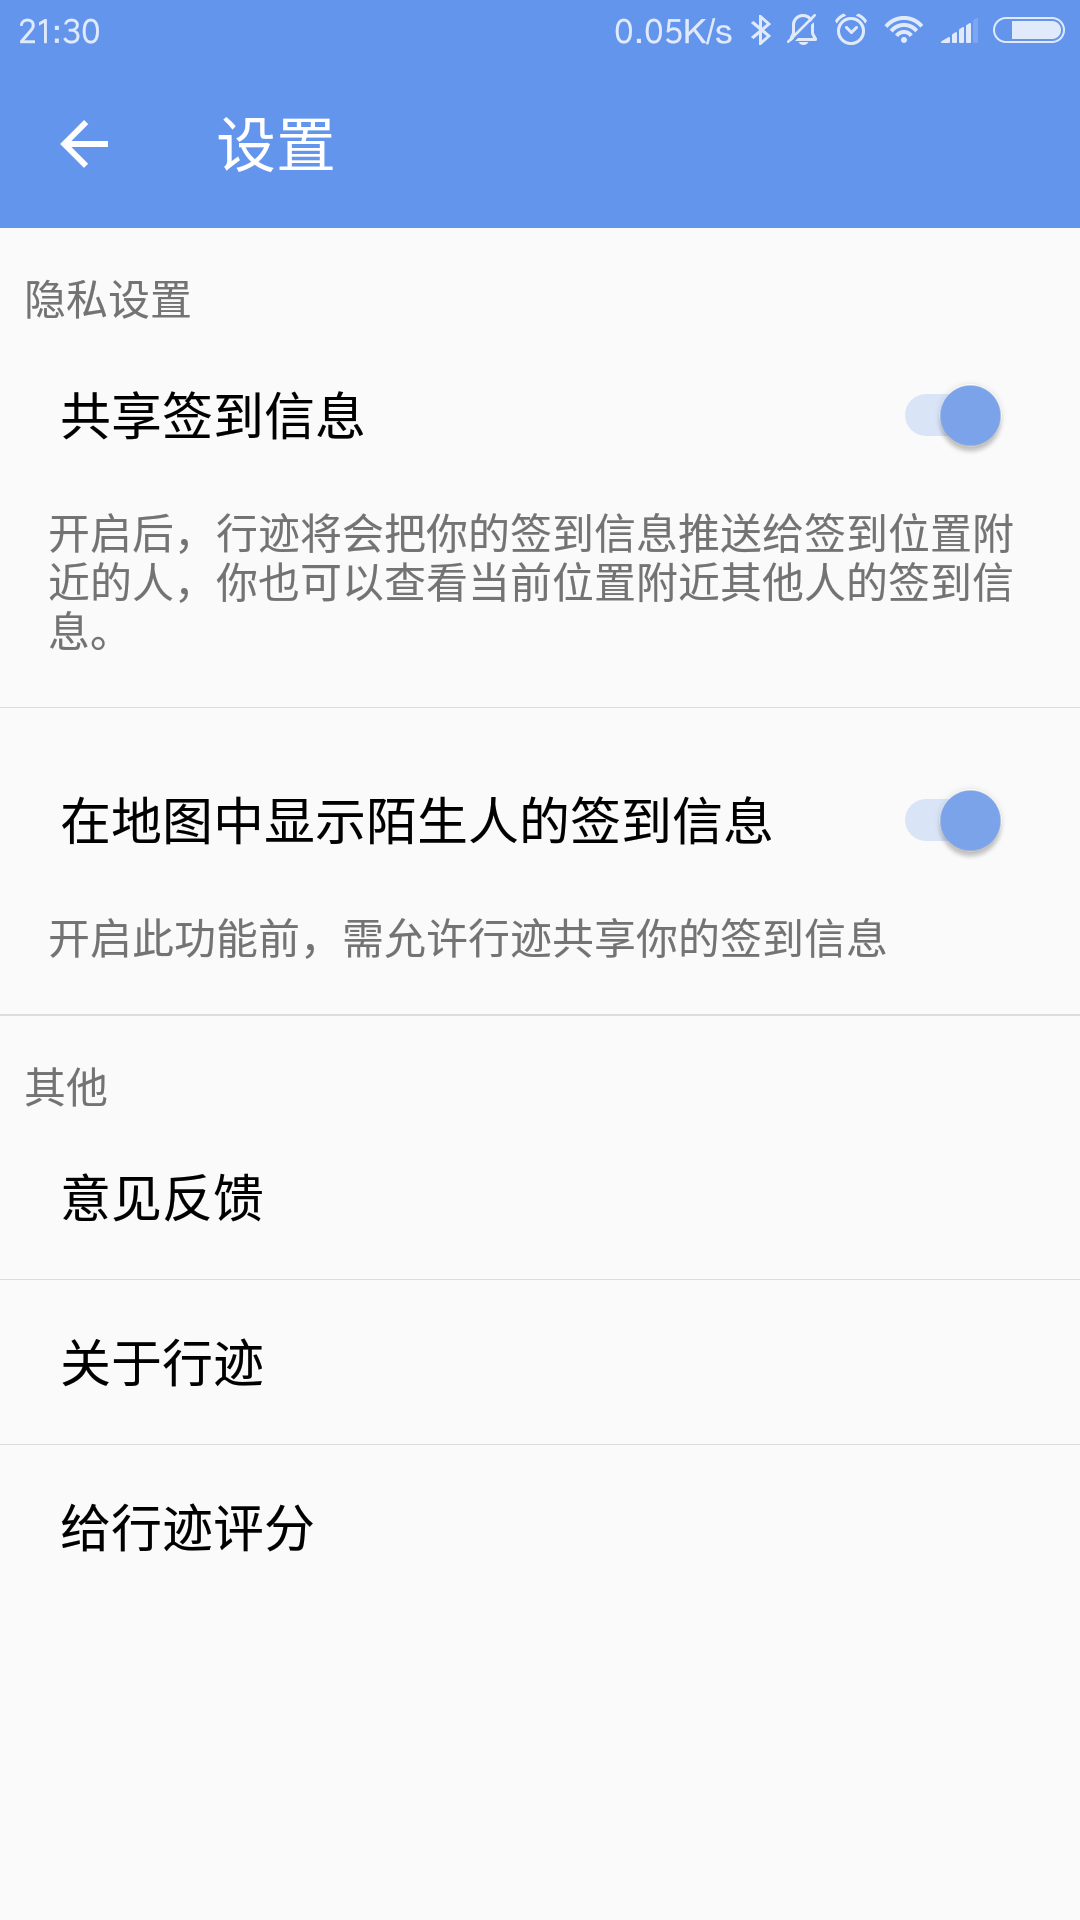 21:30
0.05K/s
设置
隐私设置
共享签到信息
开启后，行迹将会把你的签到信息推送给签到位置附
近的人，你也可以查看当前位置附近其他人的签到信
息。
在地图中显示陌生人的签到信息
开启此功能前，需允许行迹共享你的签到信息
其他
意见反馈
关于行迹
给行迹评分